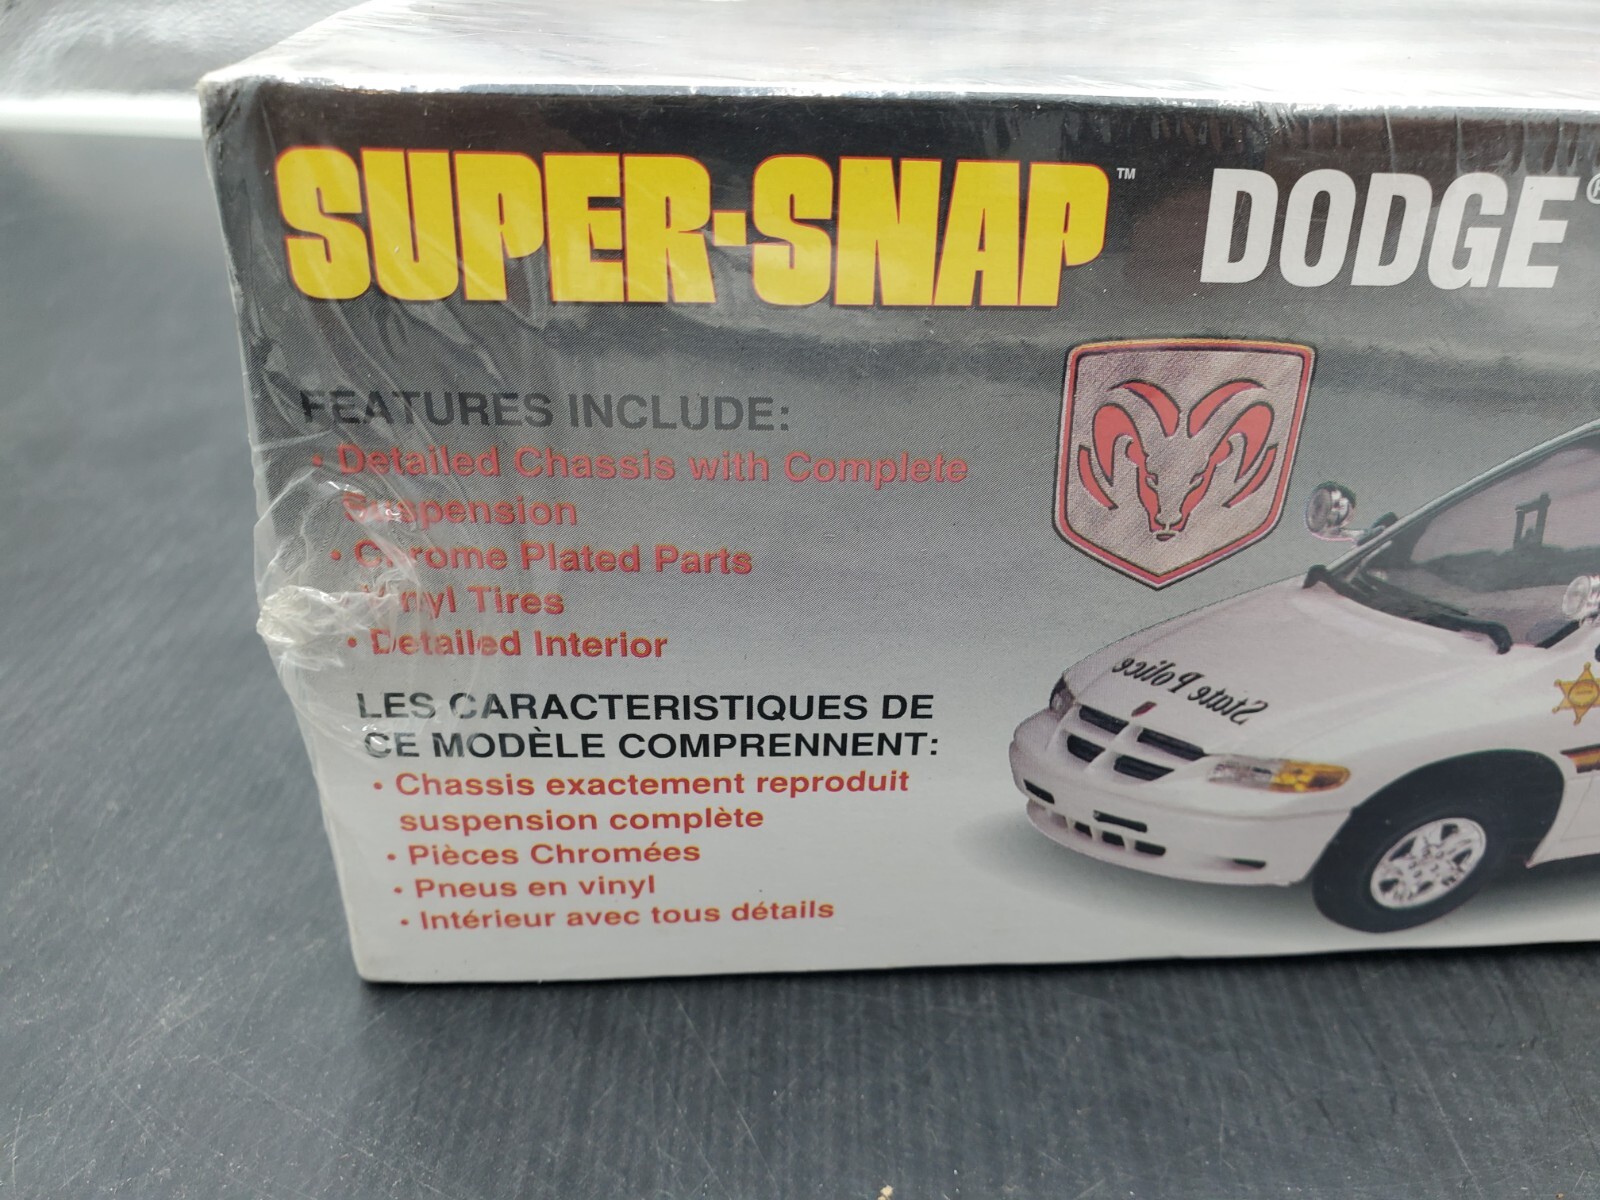 SUPER-SNAP™ DODGE®
FEATURES INCLUDE:
• Detailed Chassis with Complete
Suspension
• Chrome Plated Parts
Vinyl Tires
• Detailed Interior
LES CARACTERISTIQUES DE
CE MODÈLE COMPRENNENT:
• Chassis exactement reproduit
suspension complète
• Pièces Chromées
• Pneus en vinyl
• Intérieur avec tous détails
State Police